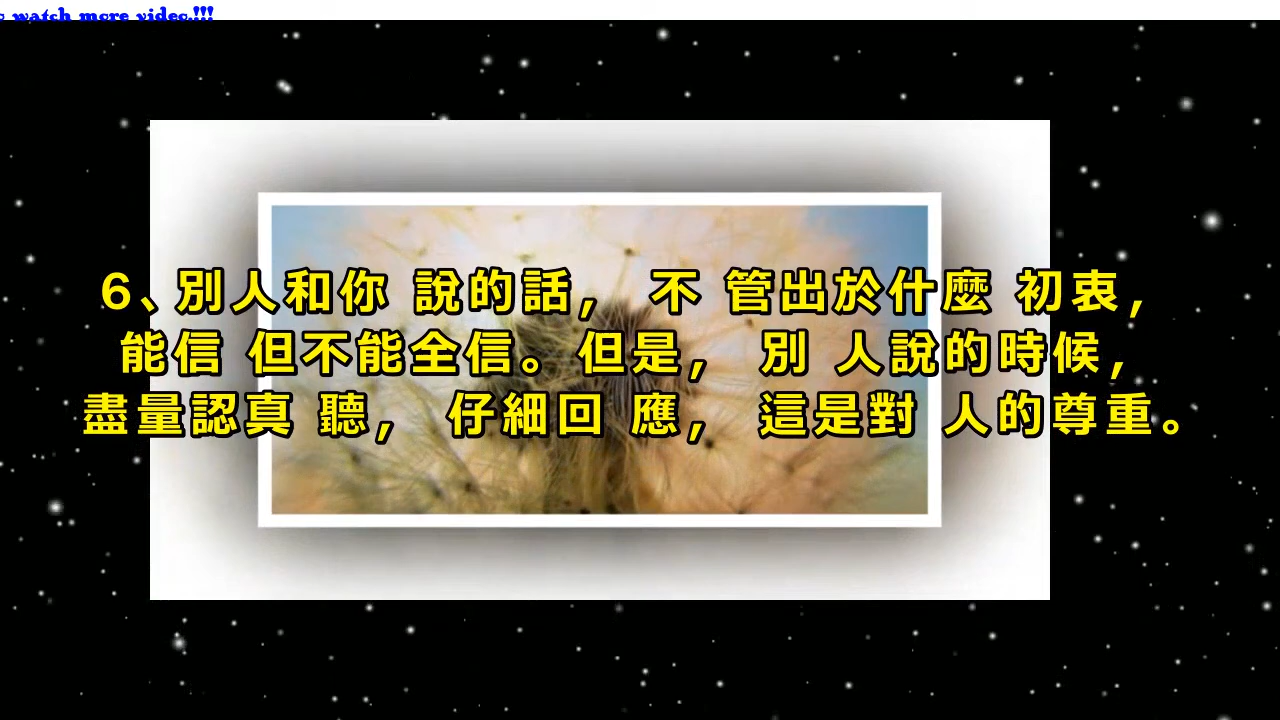 watch more video.!!!
6、別人和你 說的話， 不 管出於什麼 初衷，
能信 但不能全信。但是， 別 人說的時候，
盡量認真 聽， 仔細回 應， 這是對 人的尊重。